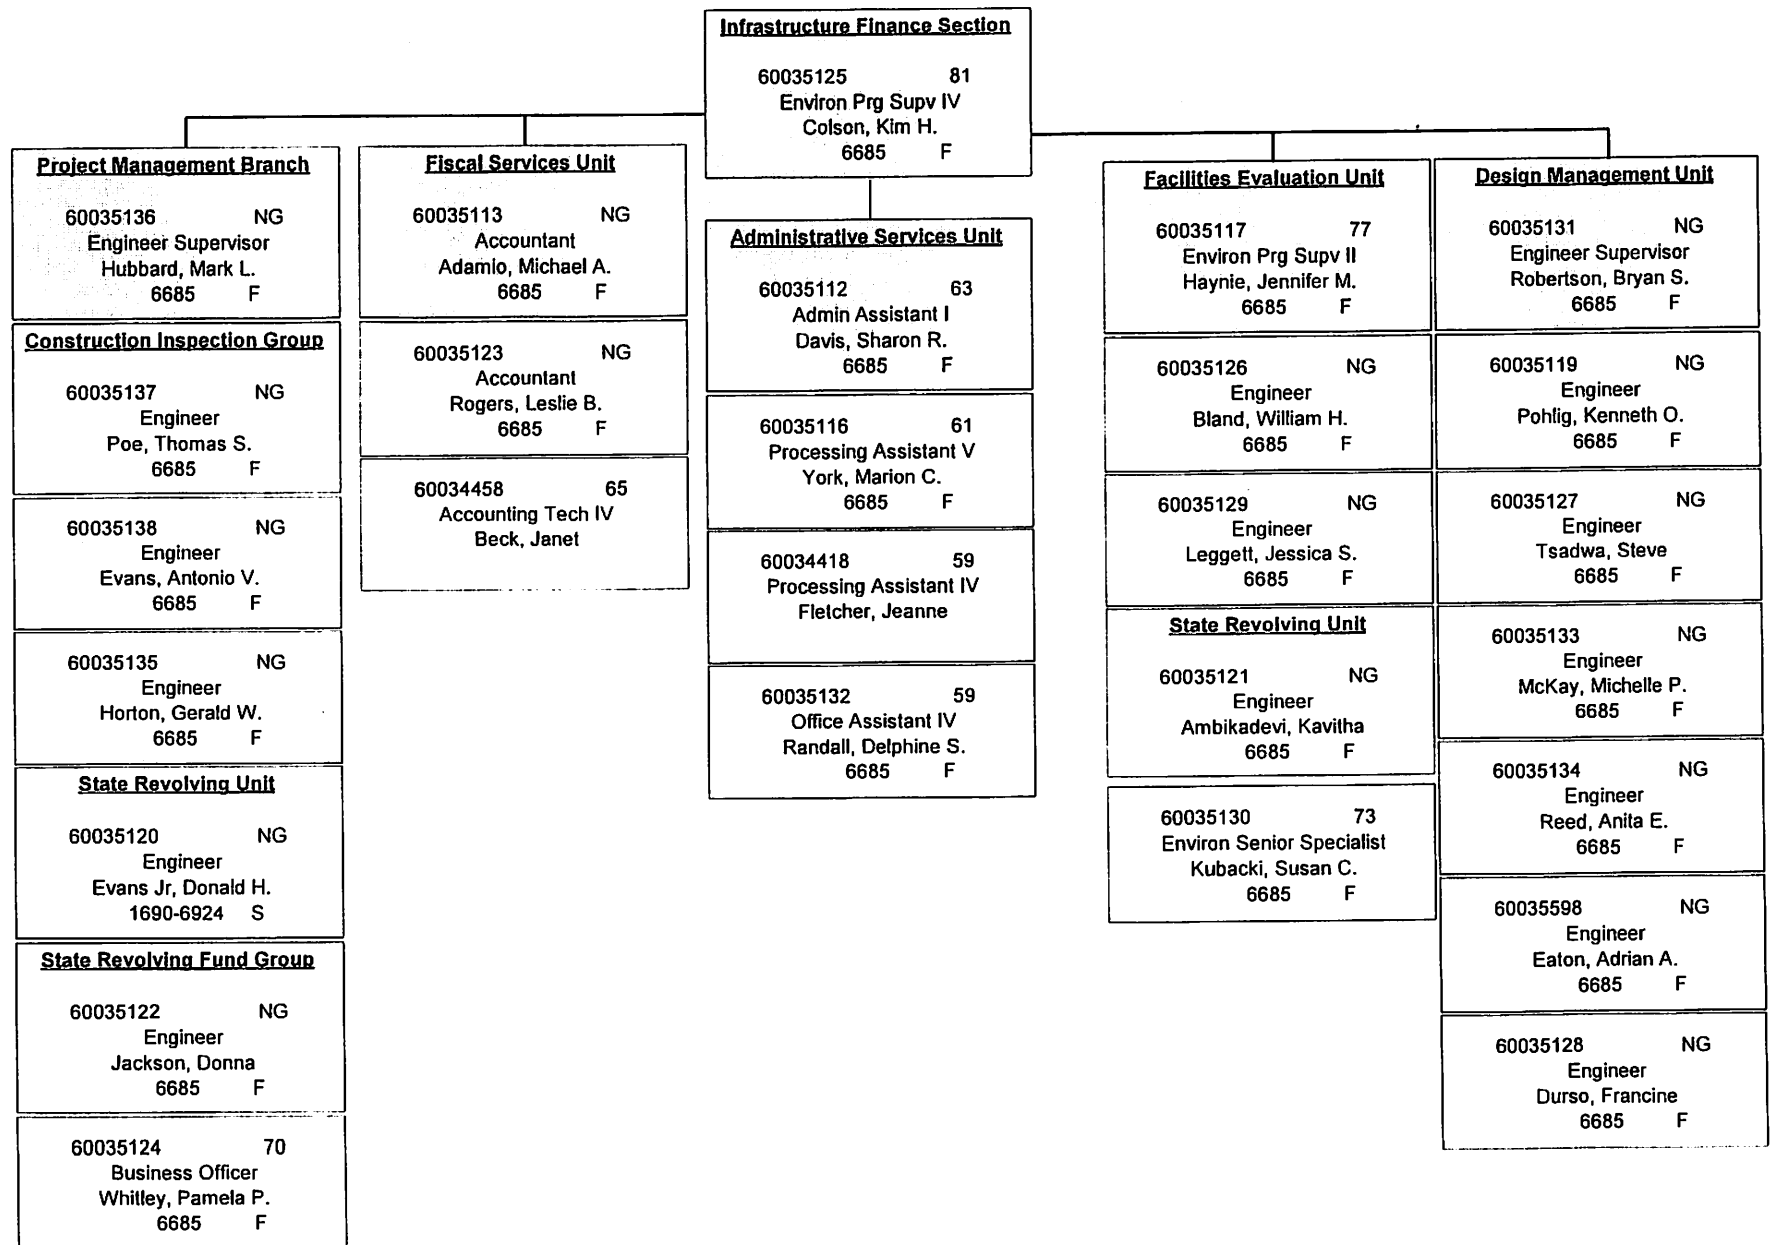 Infrastructure Finance Section
60035125 81
Environ Prg Supv IV
Colson, Kim H.
6685 F
Project Management Branch
60035136 NG
Engineer Supervisor
Hubbard, Mark L.
6685 F
Construction Inspection Group
60035137 NG
Engineer
Poe, Thomas S.
6685 F
60035138 NG
Engineer
Evans, Antonio V.
6685 F
60035135 NG
Engineer
Horton, Gerald W.
6685 F
State Revolving Unit
60035120 NG
Engineer
Evans Jr, Donald H.
1690-6924 S
State Revolving Fund Group
60035122 NG
Engineer
Jackson, Donna
6685 F
60035124 70
Business Officer
Whitley, Pamela P.
6685 F
Fiscal Services Unit
60035113 NG
Accountant
Adamio, Michael A.
6685 F
60035123 NG
Accountant
Rogers, Leslie B.
6685 F
60034458 65
Accounting Tech IV
Beck, Janet
Administrative Services Unit
60035112 63
Admin Assistant I
Davis, Sharon R.
6685 F
60035116 61
Processing Assistant V
York, Marion C.
6685 F
60034418 59
Processing Assistant IV
Fletcher, Jeanne
60035132 59
Office Assistant IV
Randall, Delphine S.
6685 F
Facilities Evaluation Unit
60035117 77
Environ Prg Supv II
Haynie, Jennifer M.
6685 F
60035126 NG
Engineer
Bland, William H.
6685 F
60035129 NG
Engineer
Leggett, Jessica S.
6685 F
State Revolving Unit
60035121 NG
Engineer
Ambikadevi, Kavitha
6685 F
60035130 73
Environ Senior Specialist
Kubacki, Susan C.
6685 F
Design Management Unit
60035131 NG
Engineer Supervisor
Robertson, Bryan S.
6685 F
60035119 NG
Engineer
Pohlig, Kenneth O.
6685 F
60035127 NG
Engineer
Tsadwa, Steve
6685 F
60035133 NG
Engineer
McKay, Michelle P.
6685 F
60035134 NG
Engineer
Reed, Anita E.
6685 F
60035598 NG
Engineer
Eaton, Adrian A.
6685 F
60035128 NG
Engineer
Durso, Francine
6685 F